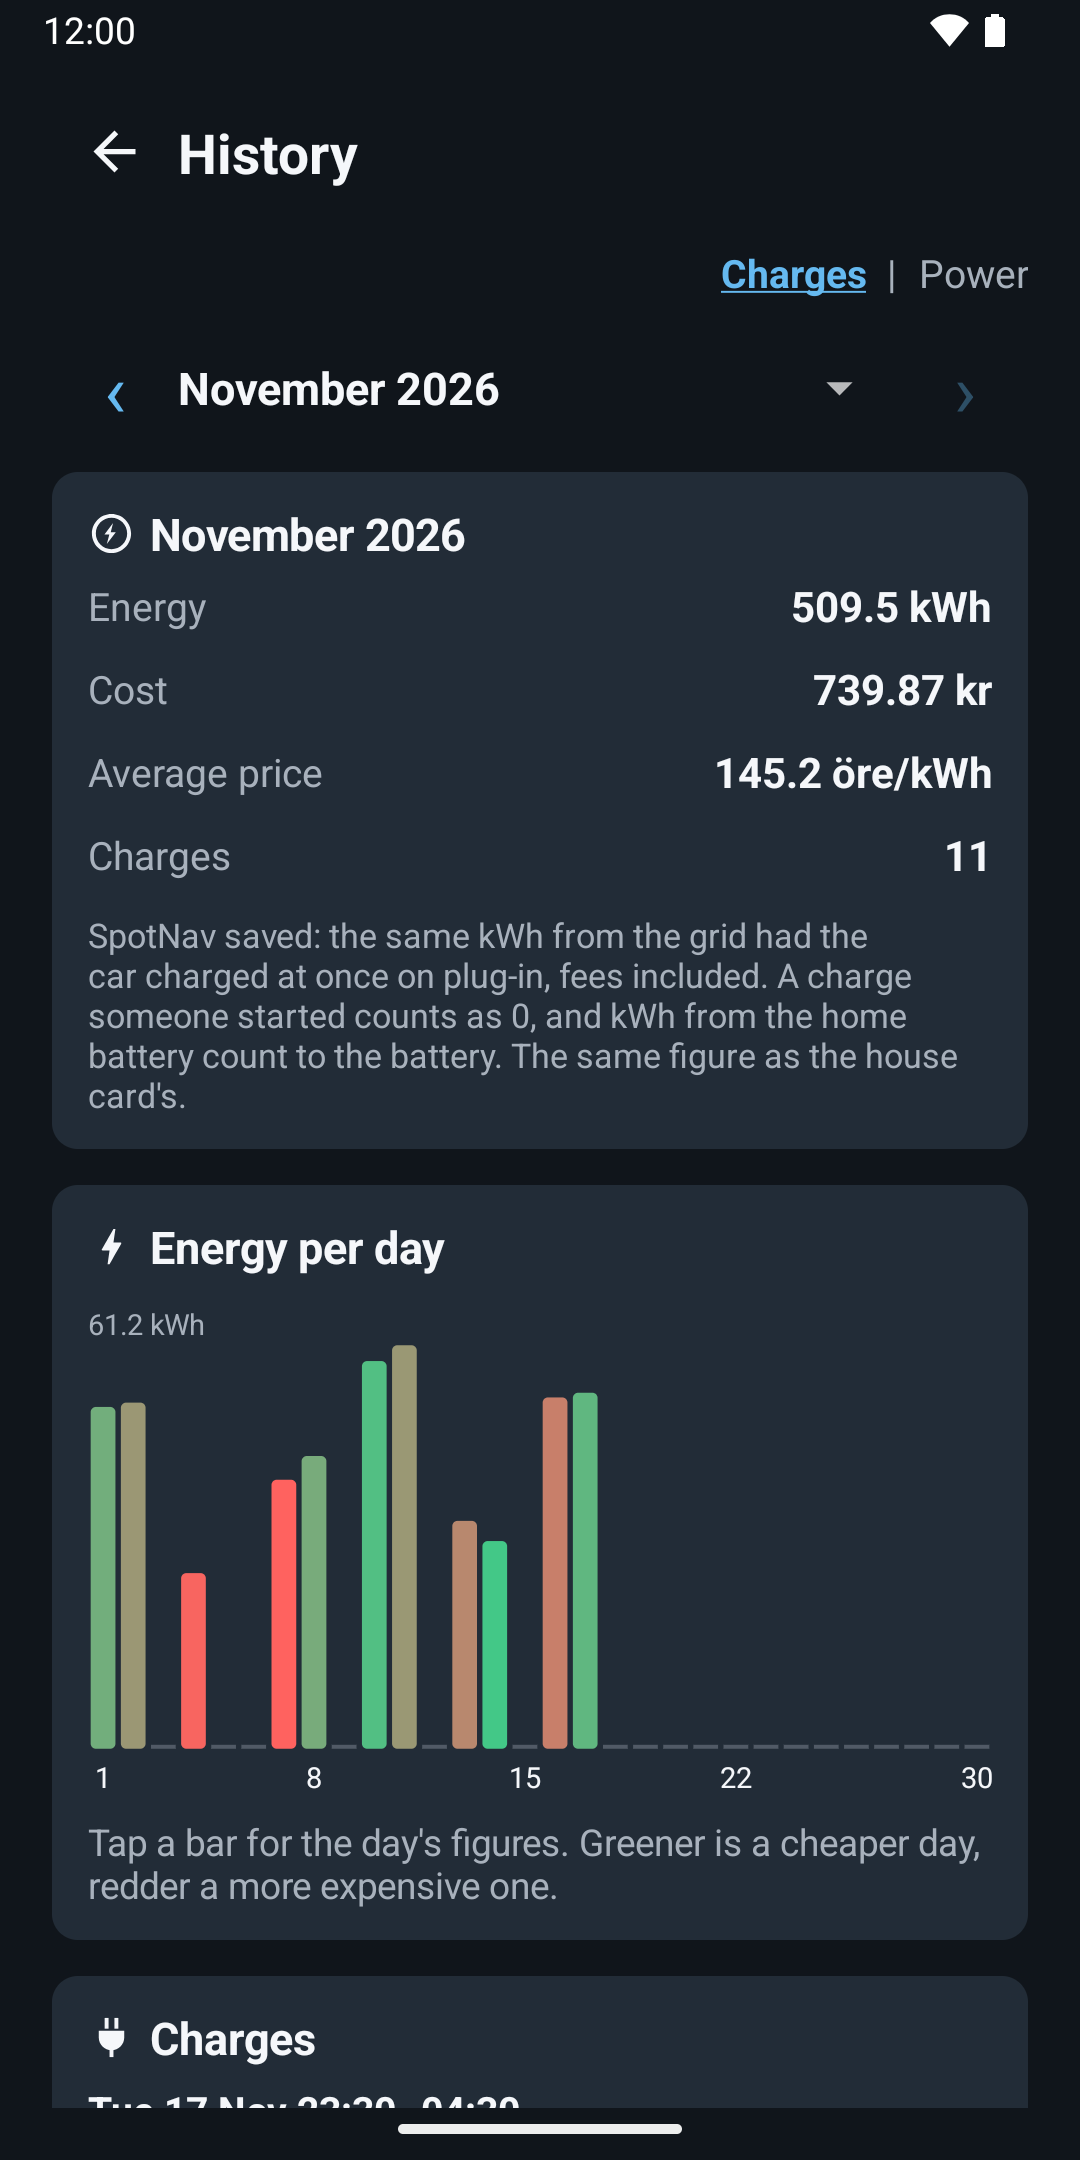 12:00
History
Charges | Power
‹ November 2026 ›
November 2026
Energy 509.5 kWh
Cost 739.87 kr
Average price 145.2 öre/kWh
Charges 11
SpotNav saved: the same kWh from the grid had the
car charged at once on plug-in, fees included. A charge
someone started counts as 0, and kWh from the home
battery count to the battery. The same figure as the house
card's.
Energy per day
61.2 kWh
1 8 15 22 30
Tap a bar for the day's figures. Greener is a cheaper day,
redder a more expensive one.
Charges
Tue 17 Nov